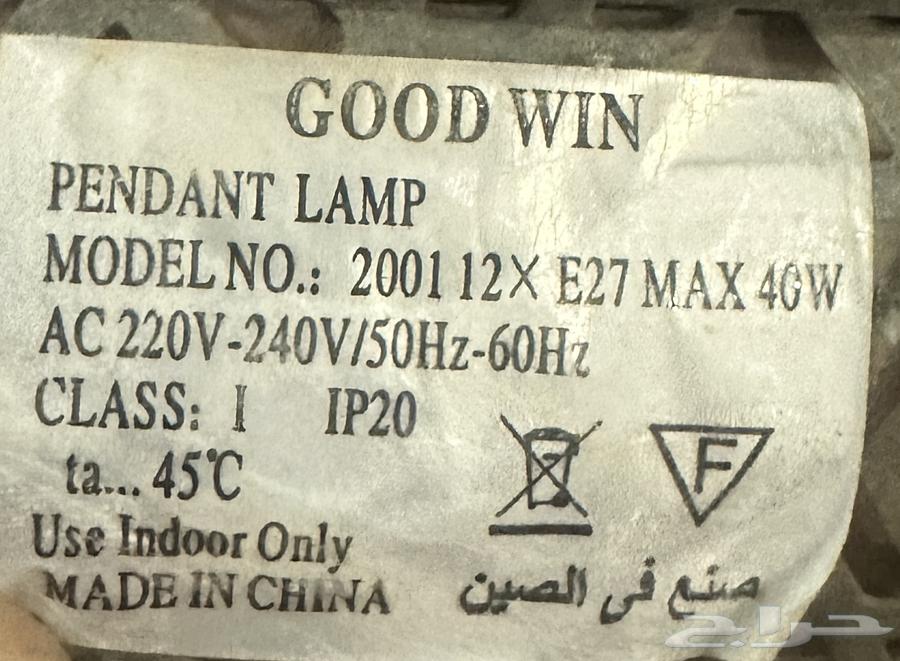 GOOD WIN
PENDANT LAMP
MODEL NO.: 2001 12X E27 MAX 40W
AC 220V-240V/50Hz-60Hz
CLASS: I IP20
ta... 45℃
F
Use Indoor Only
MADE IN CHINA
صنع في الصين
حراج